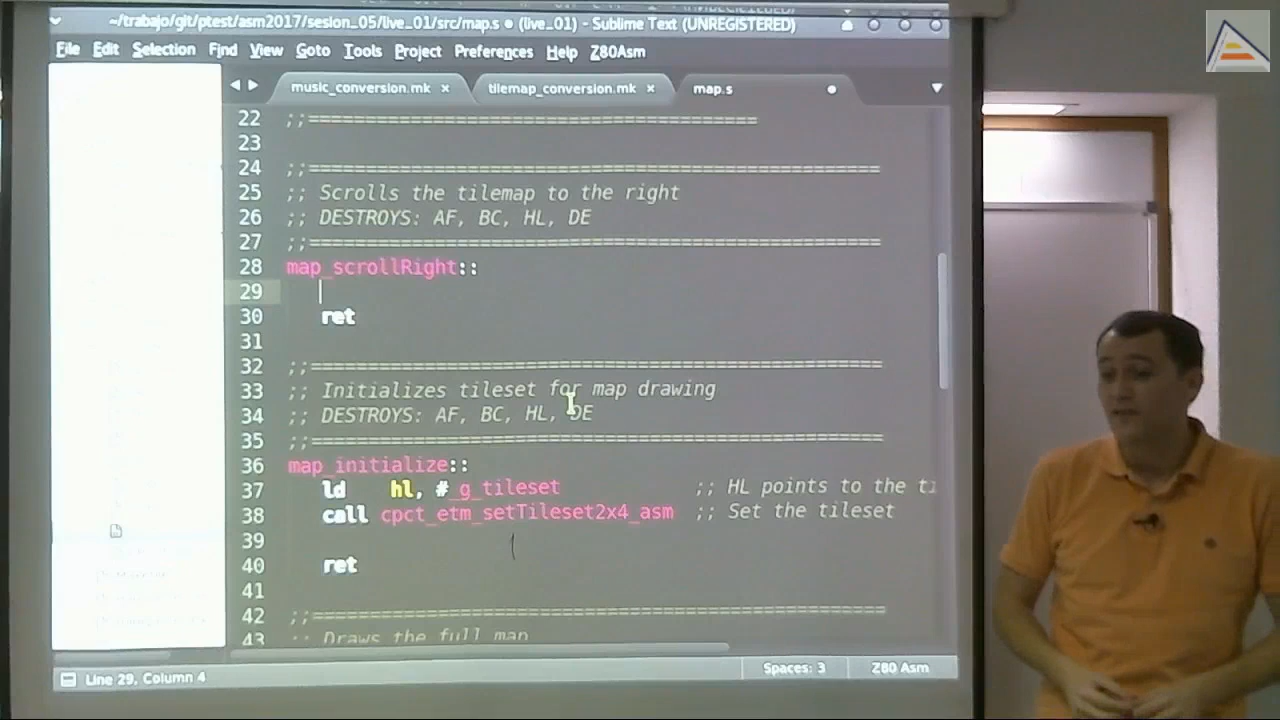 ~/trabajo/git/ptest/asm2017/sesion_05/live_01/src/map.s • (live_01) - Sublime Text (UNREGISTERED)
File Edit Selection Find View Goto Tools Project Preferences Help Z80Asm
music_conversion.mk × tilemap_conversion.mk × map.s
22 ;;=======================================
23
24 ;;==================================================
25 ;; Scrolls the tilemap to the right
26 ;; DESTROYS: AF, BC, HL, DE
27 ;;==================================================
28 map_scrollRight::
29
30 ret
31
32 ;;==================================================
33 ;; Initializes tileset for map drawing
34 ;; DESTROYS: AF, BC, HL, DE
35 ;;==================================================
36 map_initialize::
37 ld hl, #_g_tileset ;; HL points to the ti
38 call cpct_etm_setTileset2x4_asm ;; Set the tileset
39
40 ret
41
42 ;;==================================================
43 ;; Draws the full map
Line 29, Column 4 Spaces: 3 Z80 Asm